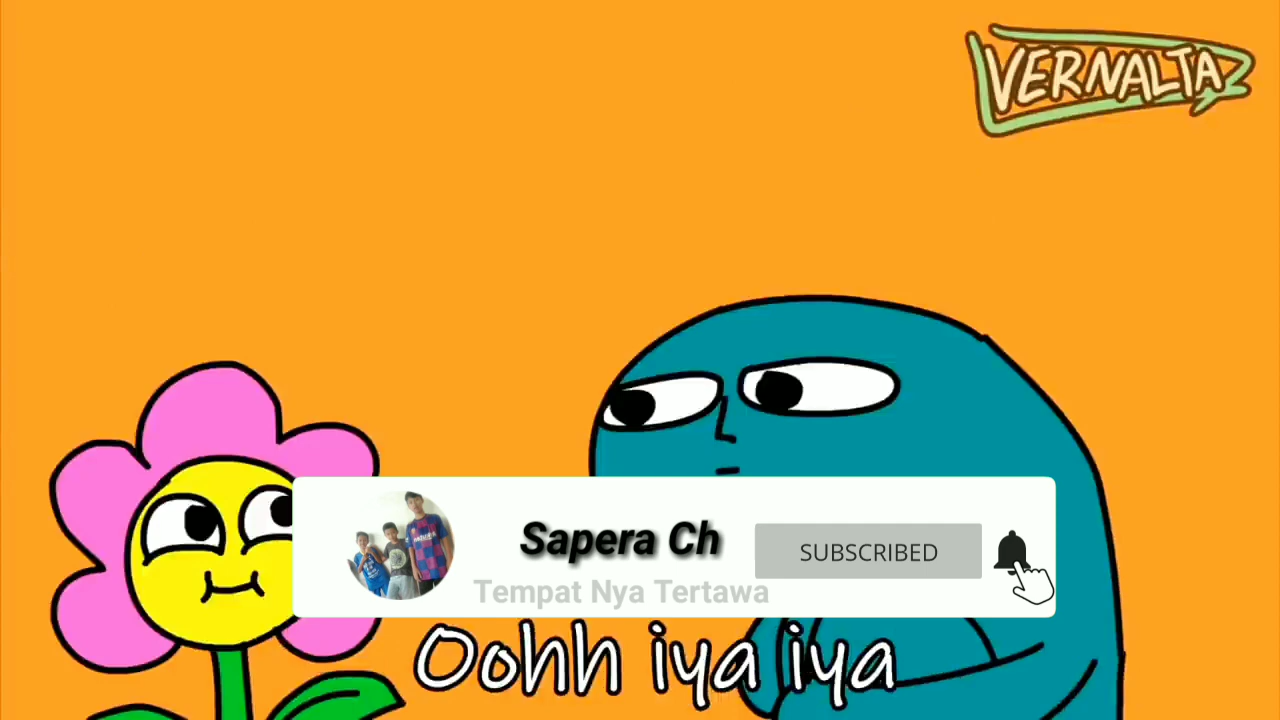 VERNALTA
Sapera Ch
SUBSCRIBED
Tempat Nya Tertawa
Oohh iya iya